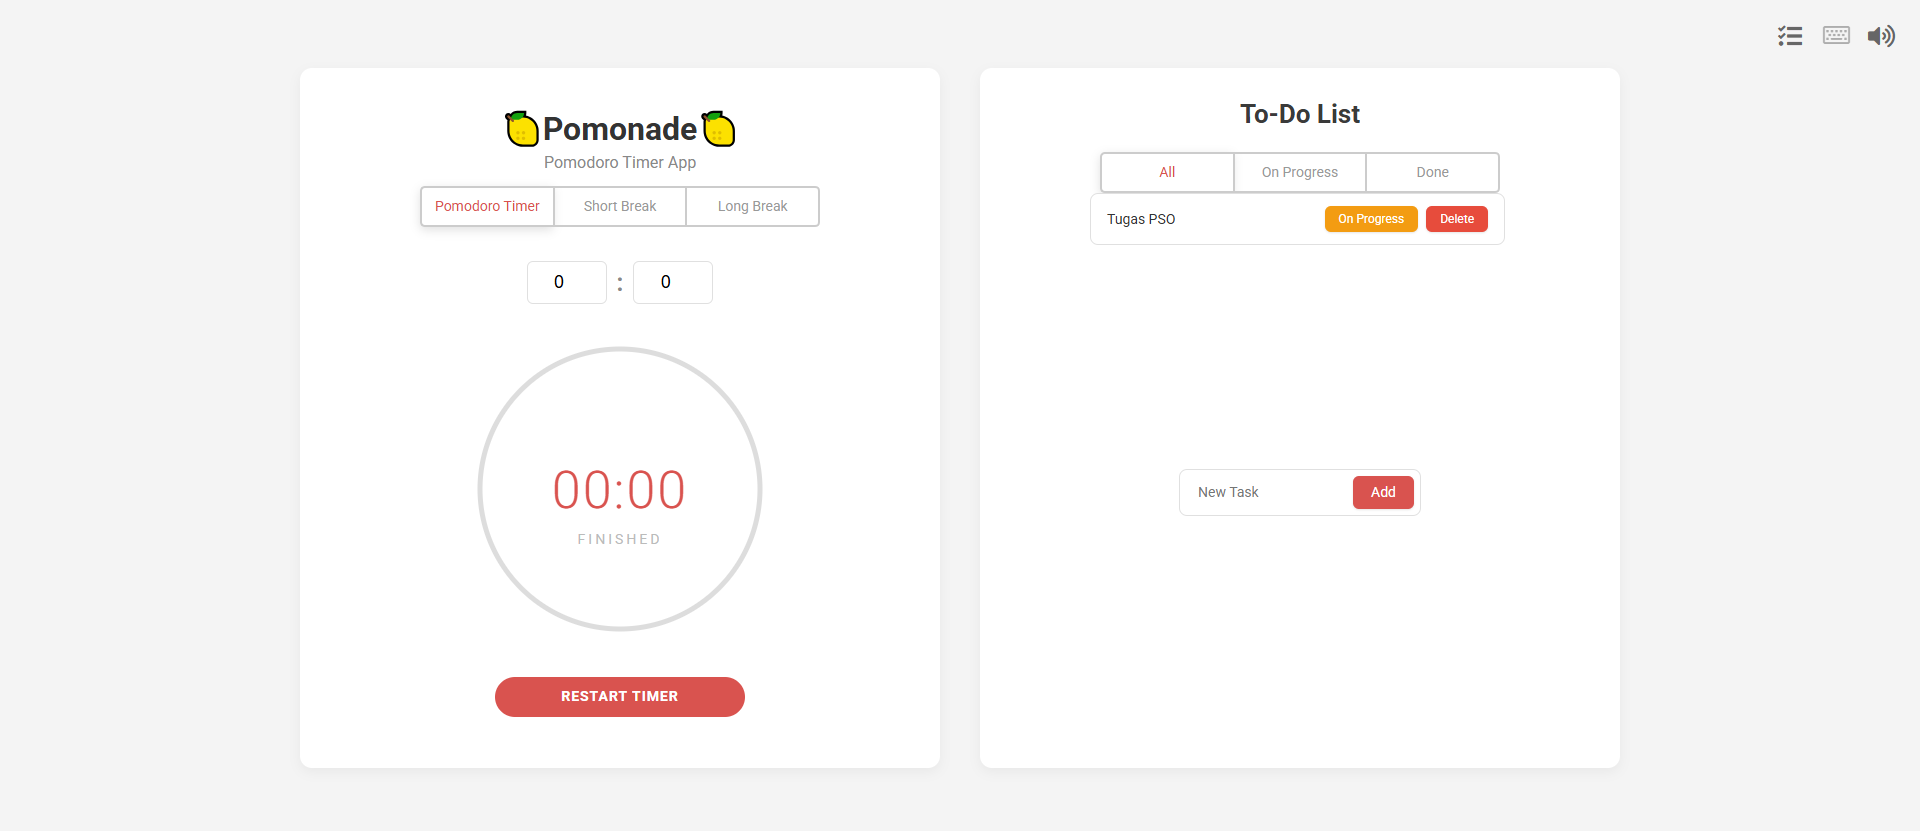 Pomonade
Pomodoro Timer App
Pomodoro Timer
Short Break
Long Break
0 : 0
00:00
FINISHED
RESTART TIMER
To-Do List
All
On Progress
Done
Tugas PSO
On Progress
Delete
New Task
Add